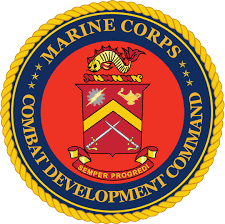 MARINE CORPS
COMBAT DEVELOPMENT COMMAND
SEMPER PROGREDI